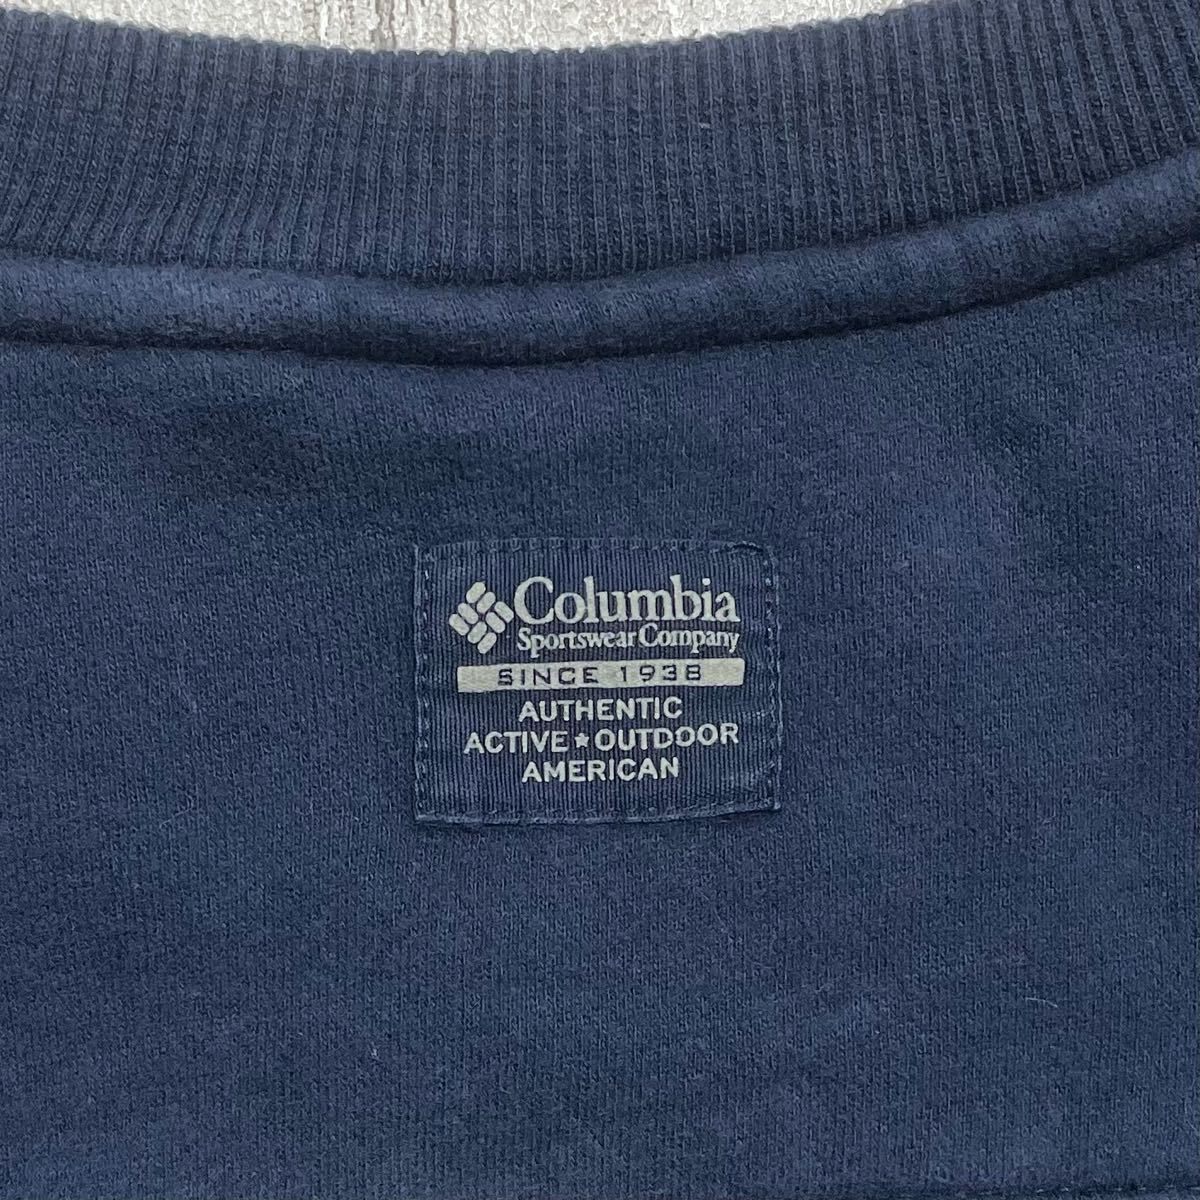 Columbia
Sportswear Company
SINCE 1938
AUTHENTIC
ACTIVE★OUTDOOR
AMERICAN